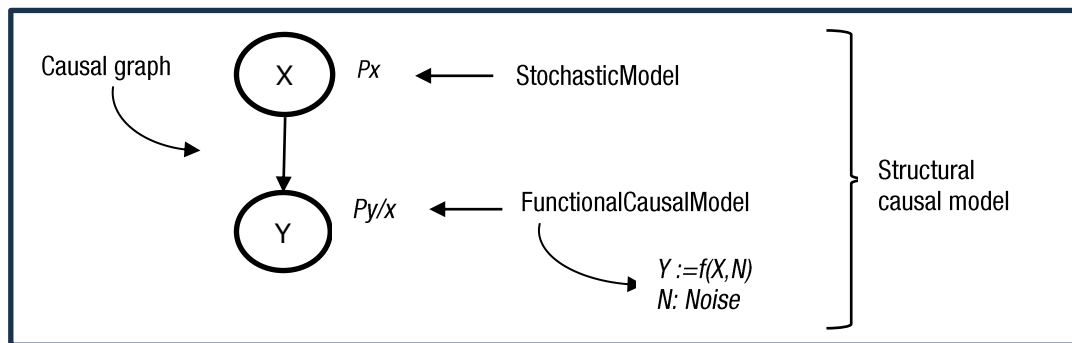 Causal graph
X
Px
StochasticModel
Y
Py/x
FunctionalCausalModel
Y :=f(X,N)
N: Noise
Structural
causal model